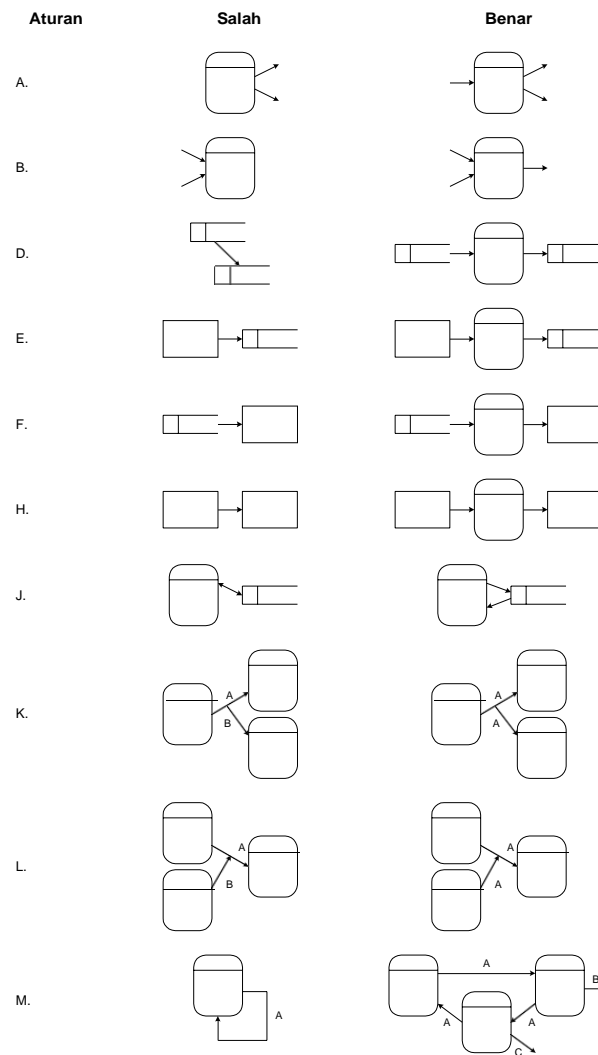 Aturan Salah Benar
A.
B.
D.
E.
F.
H.
J.
K. A B A A
L. A B A A
M. A A B A A C